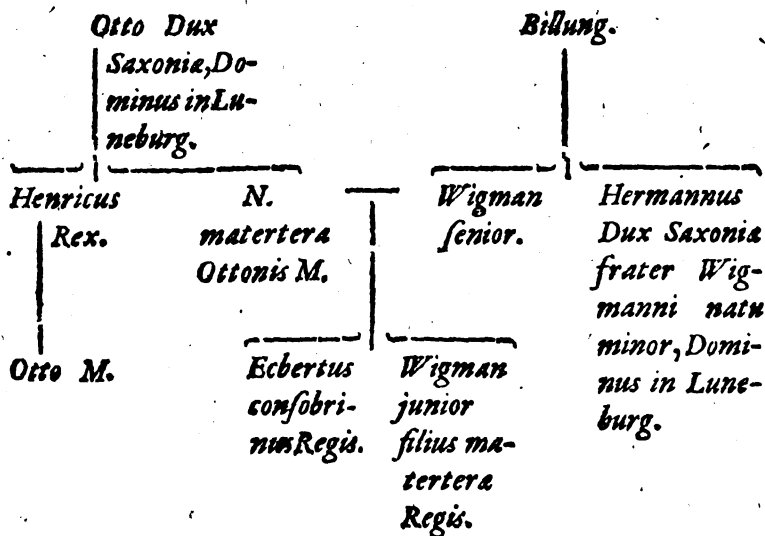 Otto Dux
Saxoniæ, Do-
minus in Lu-
neburg.
Billung.
Henricus
Rex.
N.
matertera
Ottonis M.
Wigman
ſenior.
Hermannus
Dux Saxoniæ
frater Wig-
manni natu
minor, Domi-
nus in Lune-
burg.
Otto M.
Ecbertus
conſobri-
nus Regis.
Wigman
junior
filius ma-
terteræ
Regis.